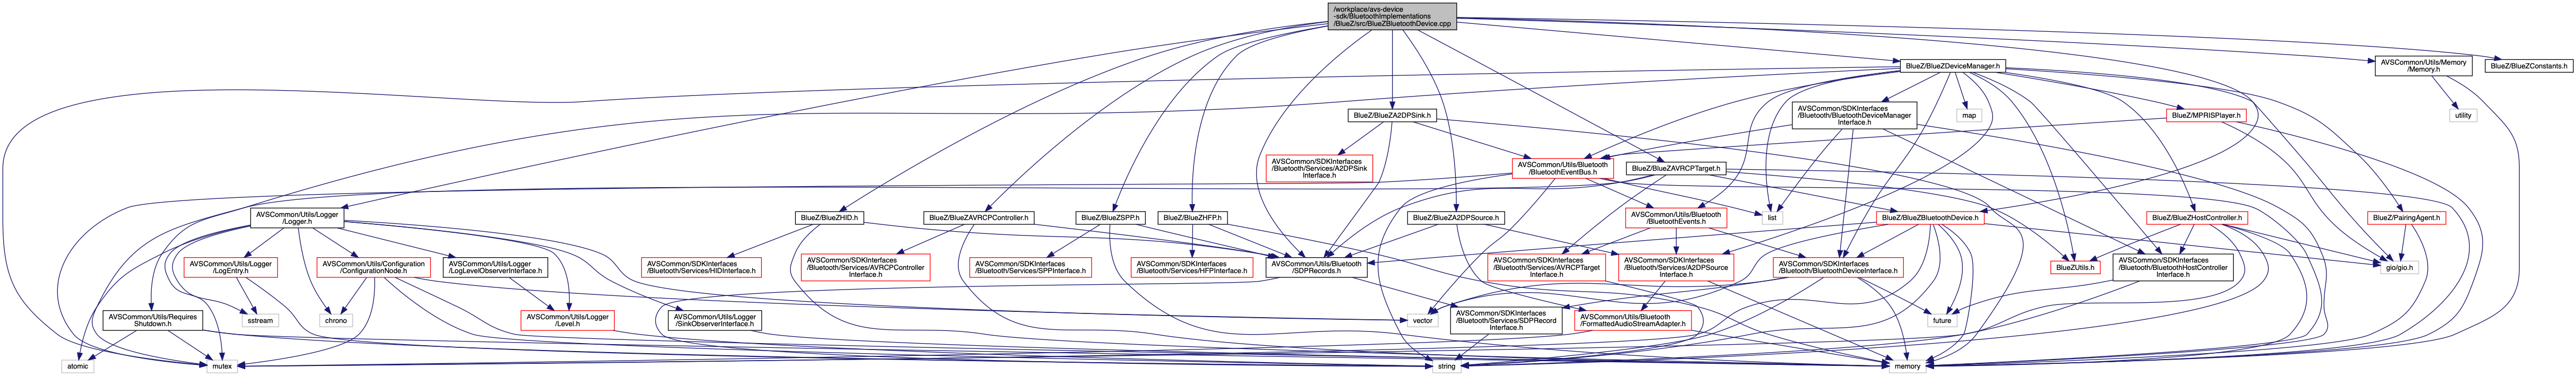 /workplace/avs-device
-sdk/BluetoothImplementations
/BlueZ/src/BlueZBluetoothDevice.cpp
BlueZ/BlueZDeviceManager.h
AVSCommon/Utils/Memory
/Memory.h
BlueZ/BlueZConstants.h
BlueZ/BlueZA2DPSink.h
AVSCommon/SDKInterfaces
/Bluetooth/BluetoothDeviceManager
Interface.h
map
BlueZ/MPRISPlayer.h
utility
AVSCommon/SDKInterfaces
/Bluetooth/Services/A2DPSink
Interface.h
AVSCommon/Utils/Bluetooth
/BluetoothEventBus.h
BlueZ/BlueZAVRCPTarget.h
AVSCommon/Utils/Logger
/Logger.h
BlueZ/BlueZHID.h
BlueZ/BlueZAVRCPController.h
BlueZ/BlueZSPP.h
BlueZ/BlueZHFP.h
BlueZ/BlueZA2DPSource.h
AVSCommon/Utils/Bluetooth
/BluetoothEvents.h
list
BlueZ/BlueZBluetoothDevice.h
BlueZ/BlueZHostController.h
BlueZ/PairingAgent.h
AVSCommon/Utils/Logger
/LogEntry.h
AVSCommon/Utils/Configuration
/ConfigurationNode.h
AVSCommon/Utils/Logger
/LogLevelObserverInterface.h
AVSCommon/SDKInterfaces
/Bluetooth/Services/HIDInterface.h
AVSCommon/SDKInterfaces
/Bluetooth/Services/AVRCPController
Interface.h
AVSCommon/SDKInterfaces
/Bluetooth/Services/SPPInterface.h
AVSCommon/SDKInterfaces
/Bluetooth/Services/HFPInterface.h
AVSCommon/Utils/Bluetooth
/SDPRecords.h
AVSCommon/SDKInterfaces
/Bluetooth/Services/AVRCPTarget
Interface.h
AVSCommon/SDKInterfaces
/Bluetooth/Services/A2DPSource
Interface.h
AVSCommon/SDKInterfaces
/Bluetooth/BluetoothDeviceInterface.h
BlueZ/BlueZUtils.h
AVSCommon/SDKInterfaces
/Bluetooth/BluetoothHostController
Interface.h
gio/gio.h
AVSCommon/Utils/Requires
Shutdown.h
sstream
chrono
AVSCommon/Utils/Logger
/Level.h
AVSCommon/Utils/Logger
/SinkObserverInterface.h
vector
AVSCommon/SDKInterfaces
/Bluetooth/Services/SDPRecord
Interface.h
AVSCommon/Utils/Bluetooth
/FormattedAudioStreamAdapter.h
future
atomic
mutex
string
memory